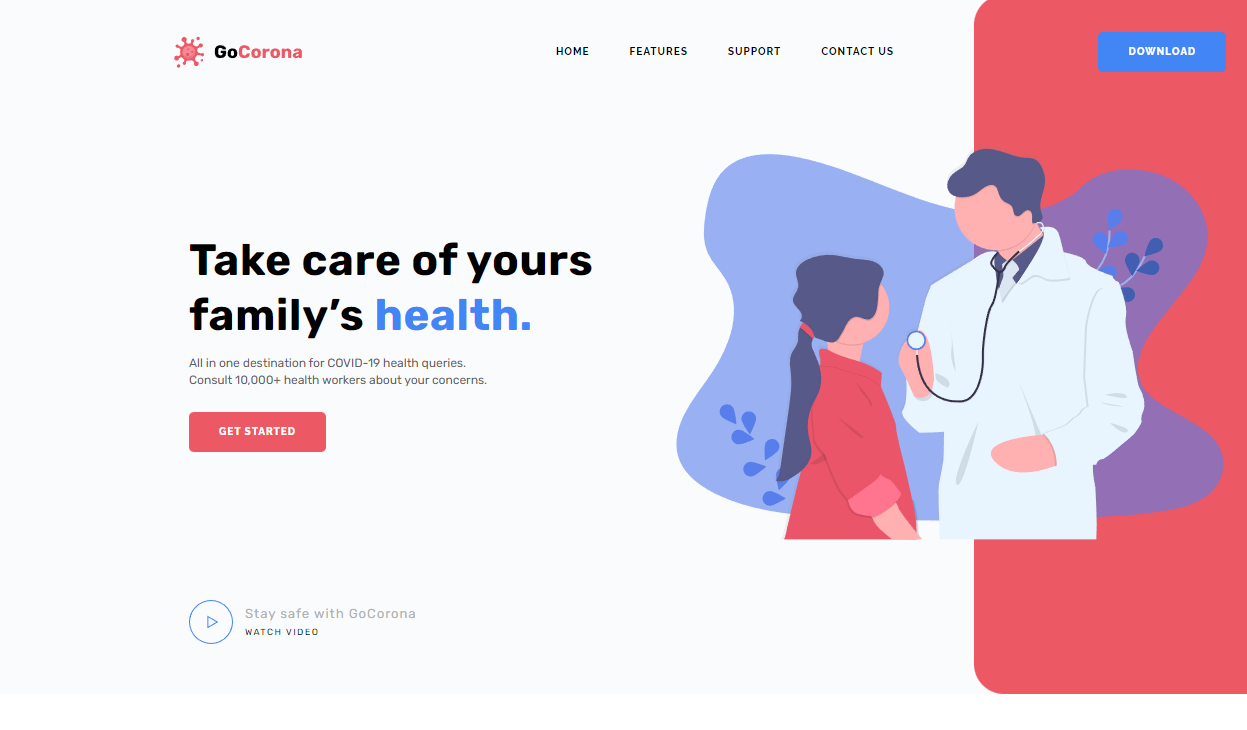 GoCorona
HOME FEATURES SUPPORT CONTACT US
DOWNLOAD
Take care of yours
family’s health.
All in one destination for COVID-19 health queries.
Consult 10,000+ health workers about your concerns.
GET STARTED
Stay safe with GoCorona
WATCH VIDEO